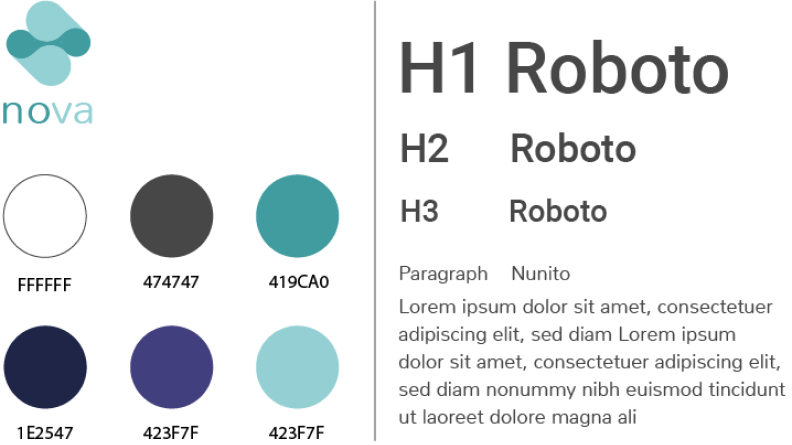 nova
FFFFFF
474747
419CA0
1E2547
423F7F
423F7F
H1 Roboto
H2 Roboto
H3 Roboto
Paragraph Nunito
Lorem ipsum dolor sit amet, consectetuer
adipiscing elit, sed diam Lorem ipsum
dolor sit amet, consectetuer adipiscing elit,
sed diam nonummy nibh euismod tincidunt
ut laoreet dolore magna ali